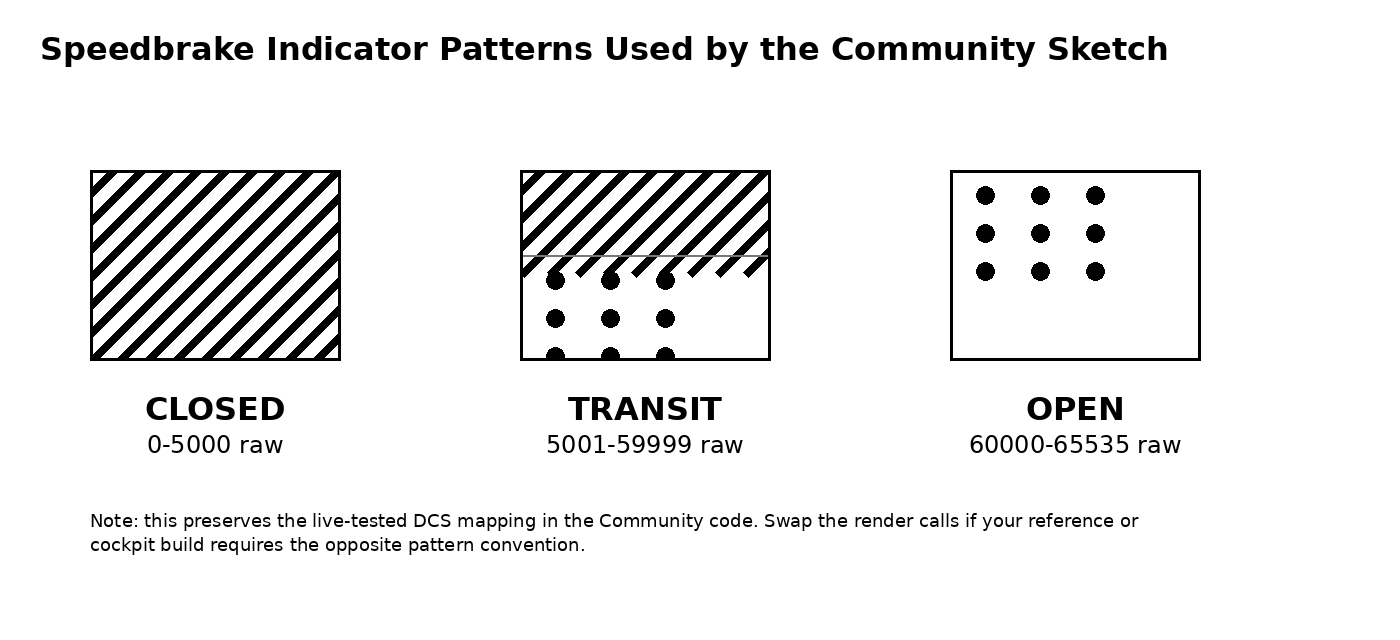 Speedbrake Indicator Patterns Used by the Community Sketch
CLOSED
0-5000 raw
TRANSIT
5001-59999 raw
OPEN
60000-65535 raw
Note: this preserves the live-tested DCS mapping in the Community code. Swap the render calls if your reference or
cockpit build requires the opposite pattern convention.